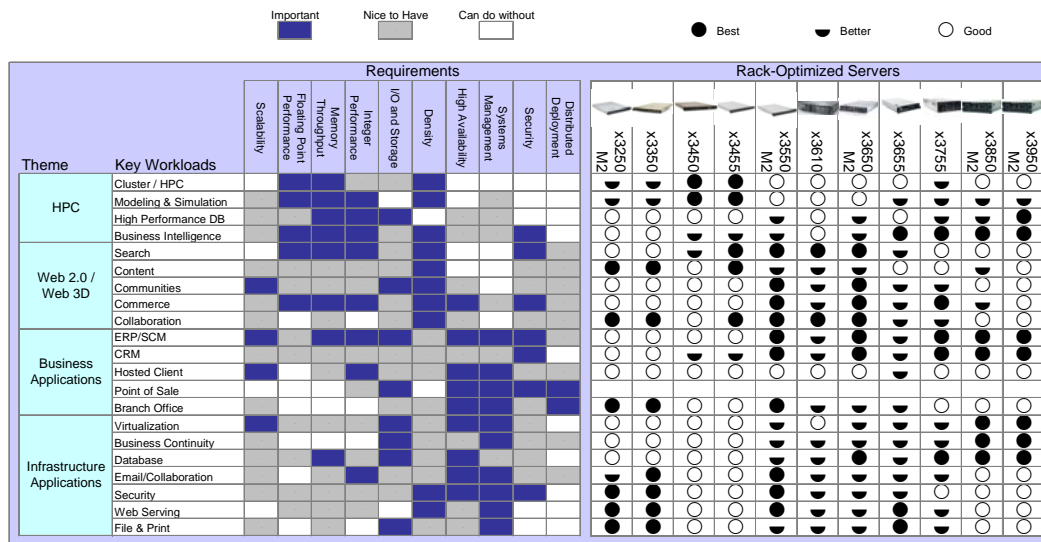 Important
Nice to Have
Can do without
Best
Better
Good
Requirements
Rack-Optimized Servers
Theme
Key Workloads
Scalability
Floating Point
Performance
Memory
Throughput
Integer
Performance
I/O and Storage
Density
High Availability
Systems
Management
Security
Distributed
Deployment
x3250
M2
x3350
x3450
x3455
x3550
M2
x3610
x3650
M2
x3655
x3755
x3850
M2
x3950
M2
HPC
Cluster / HPC
Modeling & Simulation
High Performance DB
Business Intelligence
Web 2.0 /
Web 3D
Search
Content
Communities
Commerce
Collaboration
Business
Applications
ERP/SCM
CRM
Hosted Client
Point of Sale
Branch Office
Infrastructure
Applications
Virtualization
Business Continuity
Database
Email/Collaboration
Security
Web Serving
File & Print